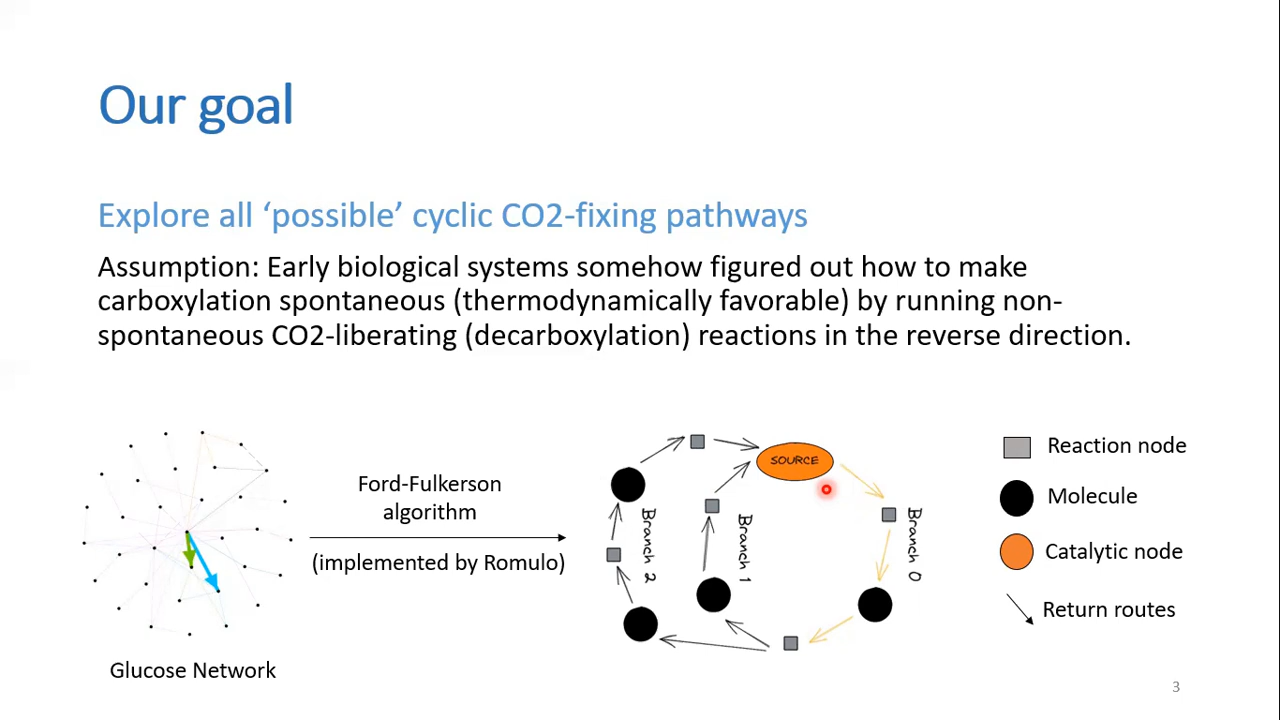 Our goal
Explore all ‘possible’ cyclic CO2-fixing pathways
Assumption: Early biological systems somehow figured out how to make
carboxylation spontaneous (thermodynamically favorable) by running non-
spontaneous CO2-liberating (decarboxylation) reactions in the reverse direction.
Glucose Network
Ford-Fulkerson
algorithm
(implemented by Romulo)
SOURCE
Branch 2
Branch 1
Branch 0
Reaction node
Molecule
Catalytic node
Return routes
3